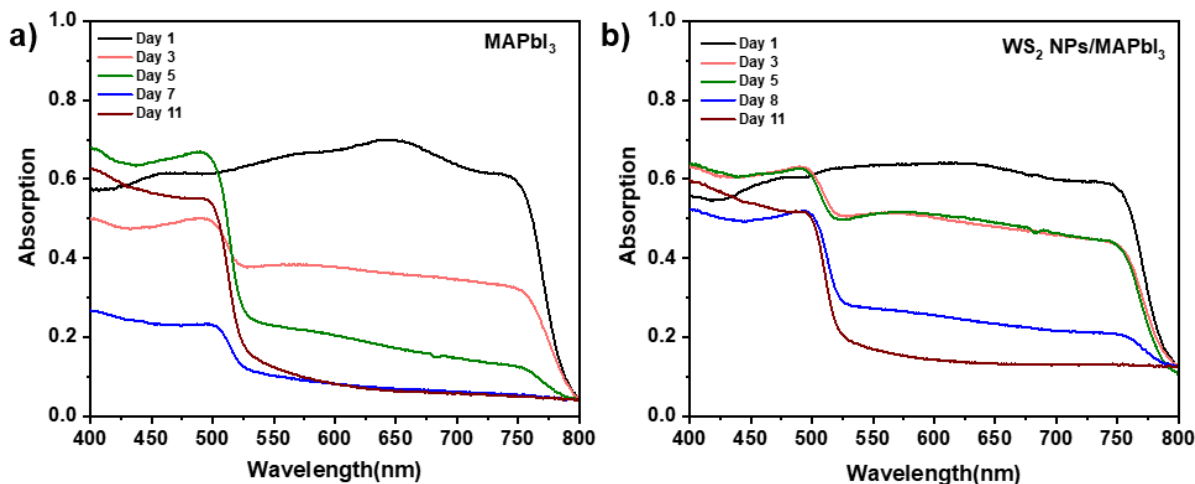 a)
MAPbI₃
Day 1
Day 3
Day 5
Day 7
Day 11
1.0
0.8
0.6
0.4
0.2
0.0
Absorption
400 450 500 550 600 650 700 750 800
Wavelength(nm)
b)
WS₂ NPs/MAPbI₃
Day 1
Day 3
Day 5
Day 8
Day 11
1.0
0.8
0.6
0.4
0.2
0.0
Absorption
400 450 500 550 600 650 700 750 800
Wavelength(nm)